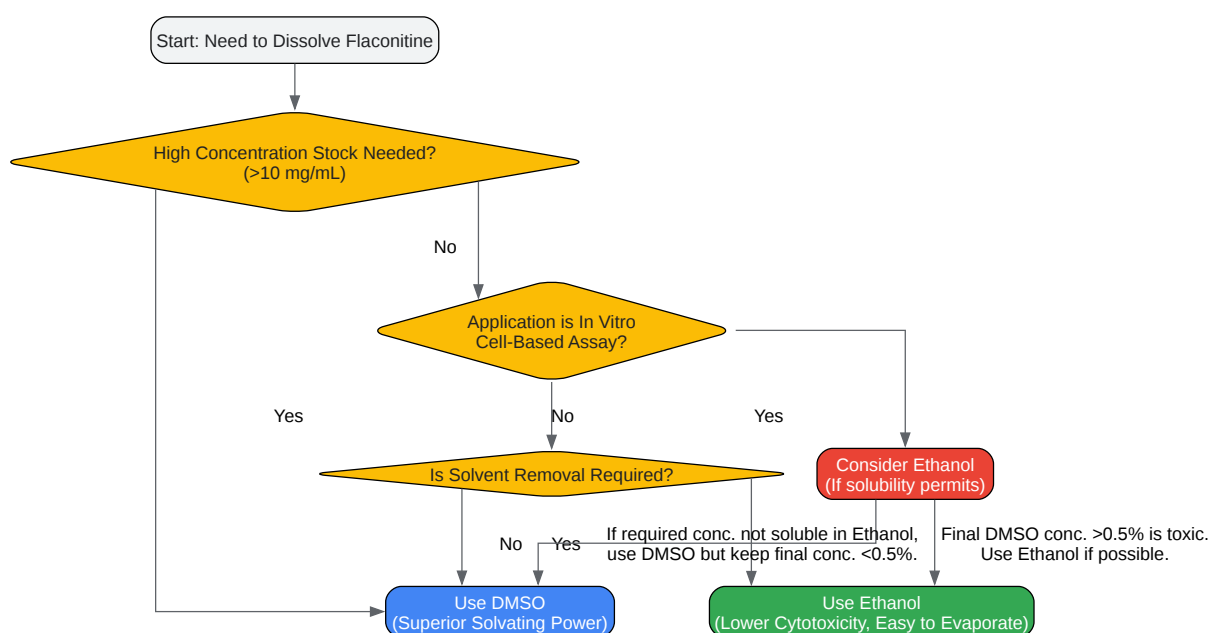 Start: Need to Dissolve Flaconitine
High Concentration Stock Needed?
(>10 mg/mL)
No
Application is In Vitro
Cell-Based Assay?
Yes
No
Yes
Is Solvent Removal Required?
Consider Ethanol
(If solubility permits)
No
Yes
If required conc. not soluble in Ethanol,
use DMSO but keep final conc. <0.5%.
Final DMSO conc. >0.5% is toxic.
Use Ethanol if possible.
Use DMSO
(Superior Solvating Power)
Use Ethanol
(Lower Cytotoxicity, Easy to Evaporate)